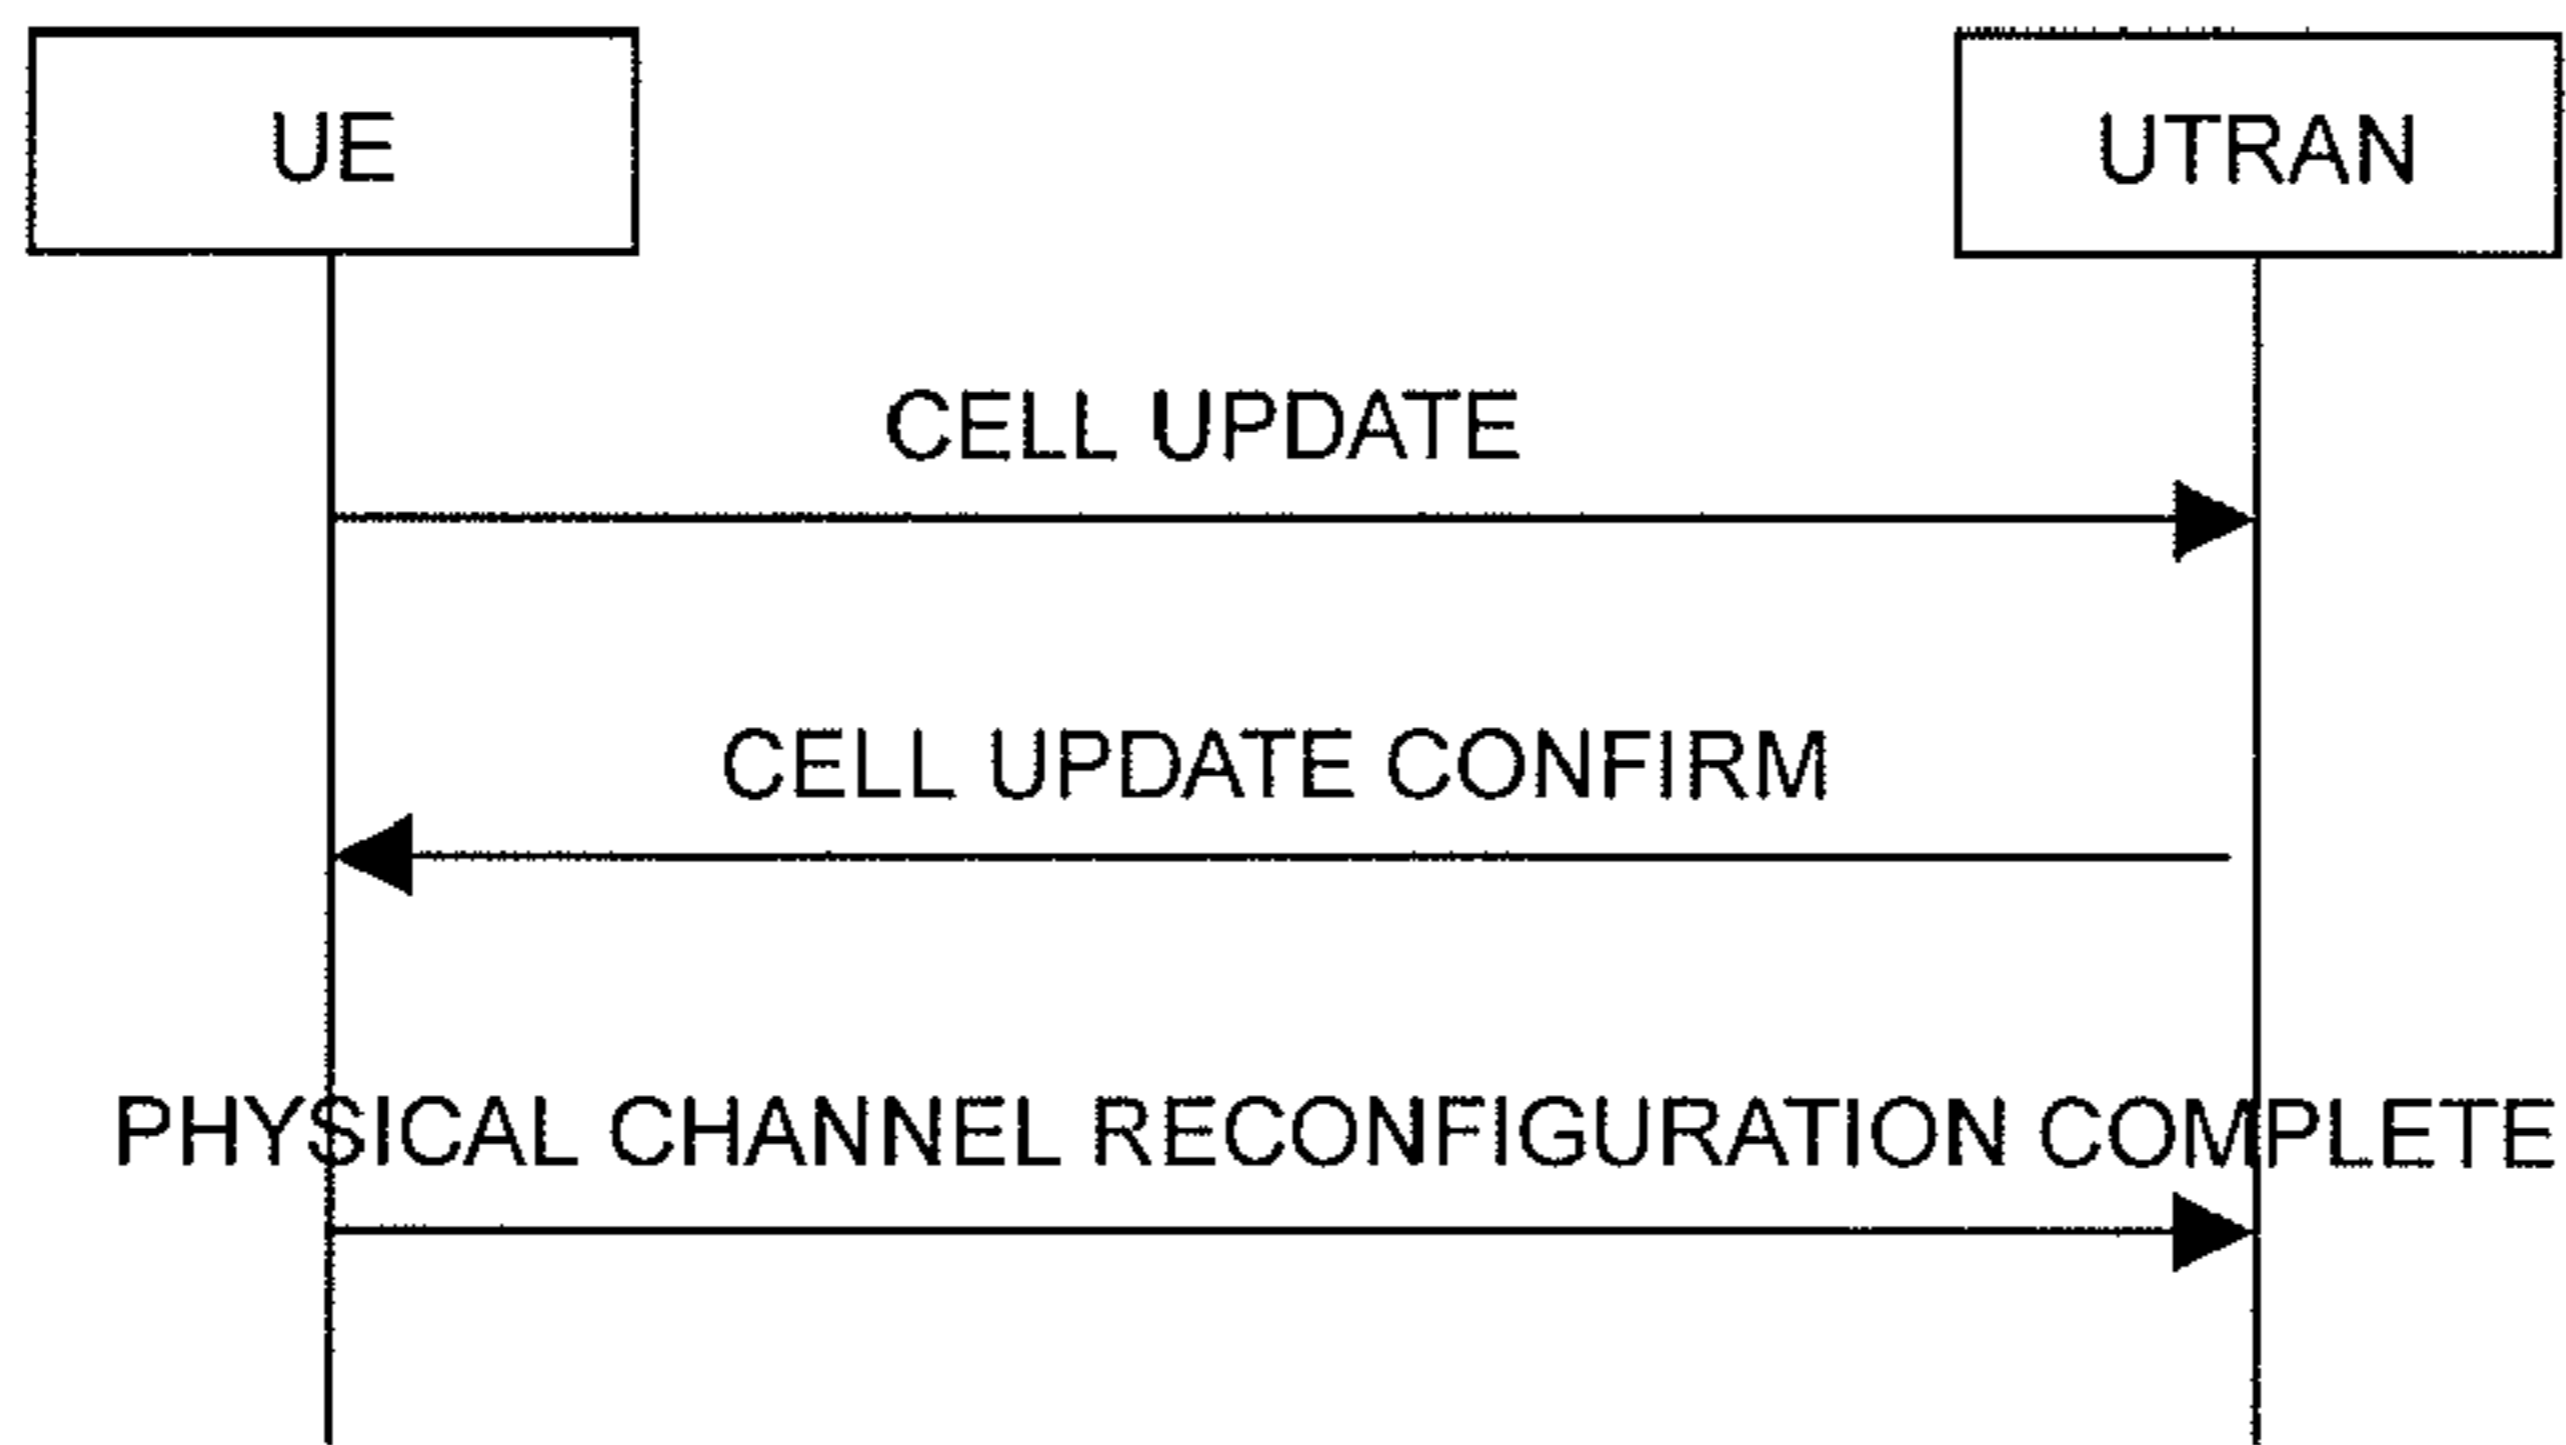 UE
UTRAN
CELL UPDATE
CELL UPDATE CONFIRM
PHYSICAL CHANNEL RECONFIGURATION COMPLETE